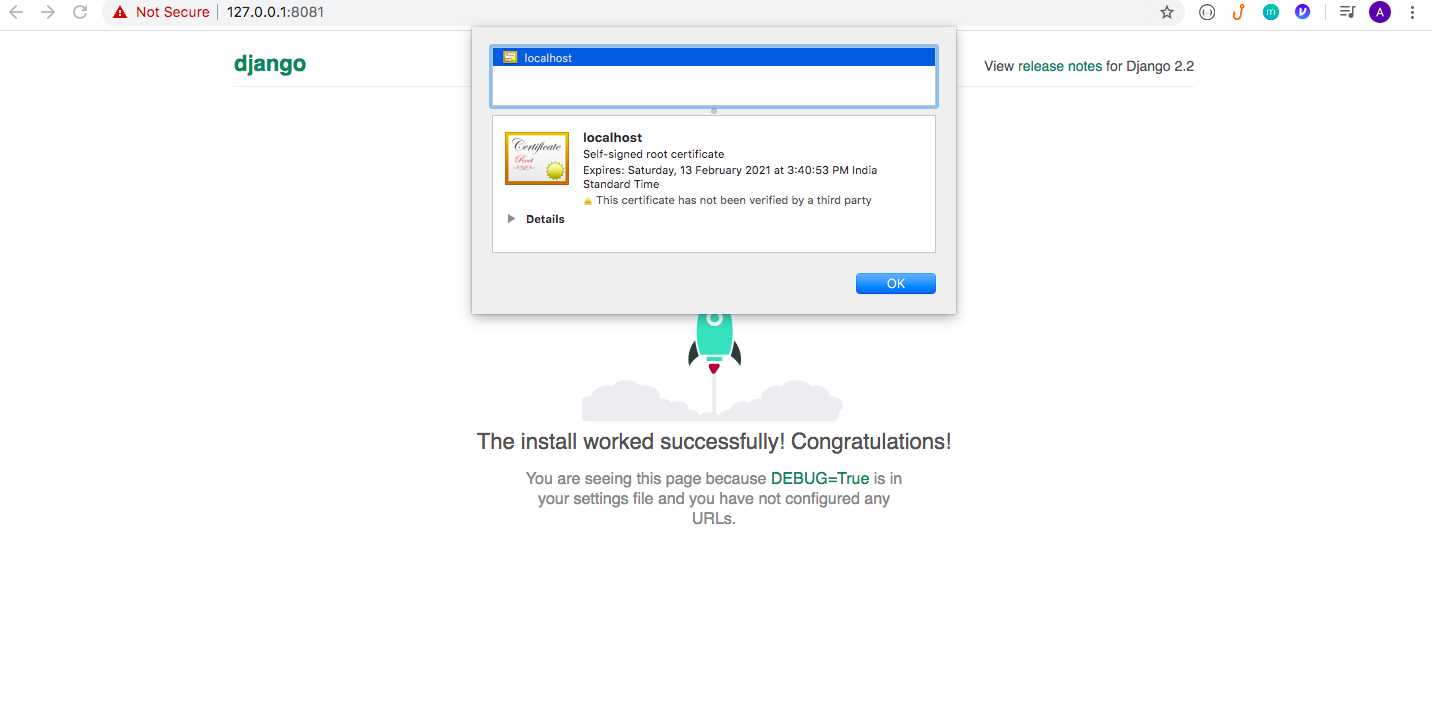 Not Secure | 127.0.0.1:8081
m
A
localhost
django
View release notes for Django 2.2
Certificate
Root
localhost
Self-signed root certificate
Expires: Saturday, 13 February 2021 at 3:40:53 PM India
Standard Time
This certificate has not been verified by a third party
Details
OK
The install worked successfully! Congratulations!
You are seeing this page because DEBUG=True is in
your settings file and you have not configured any
URLs.